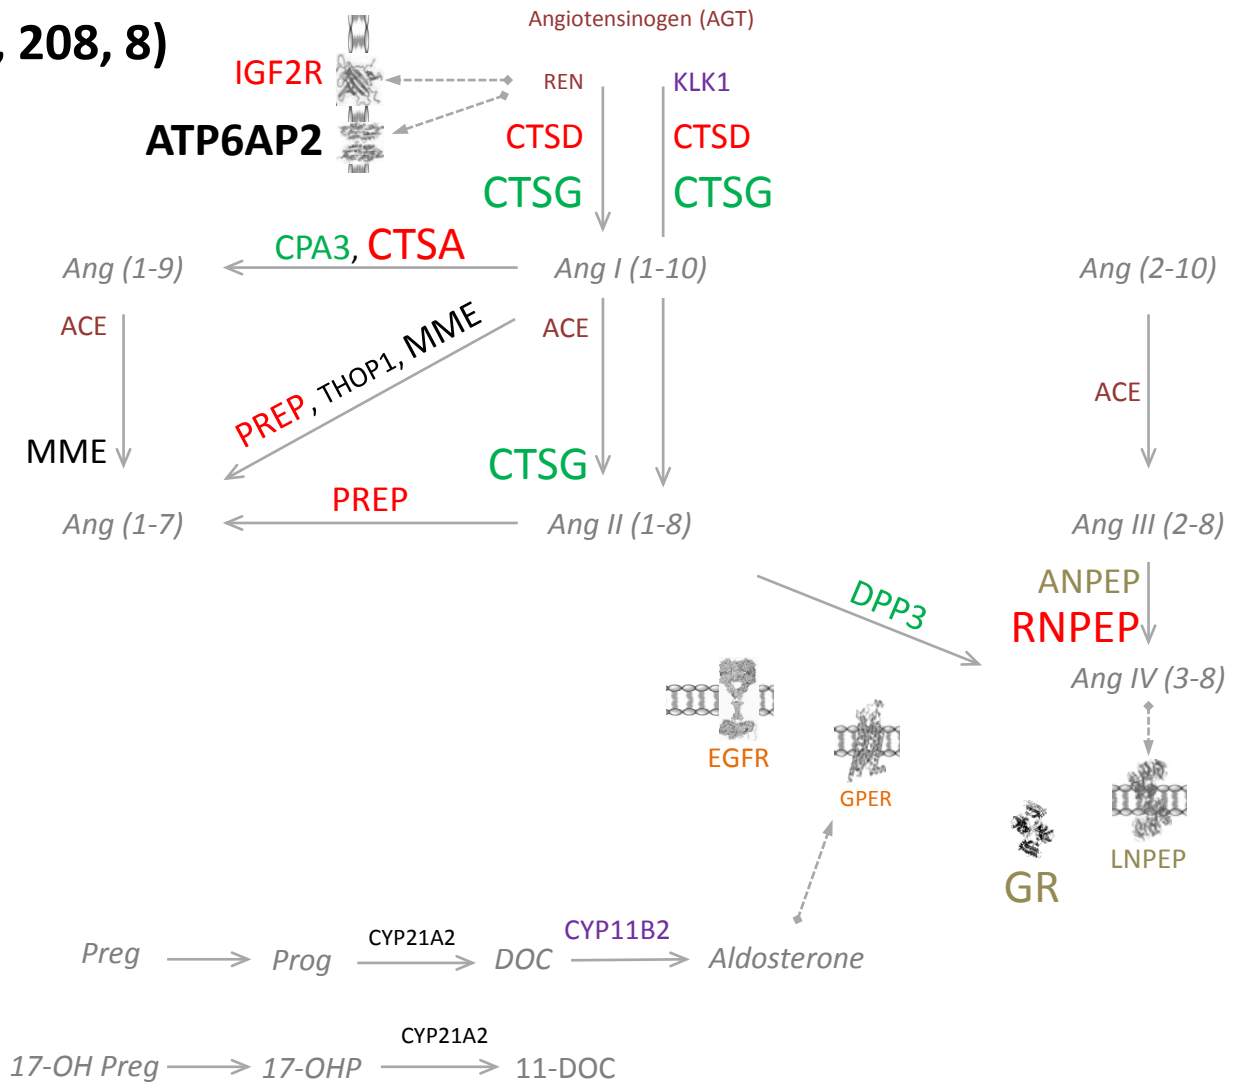 Angiotensinogen (AGT)
, 208, 8)
IGF2R
REN
KLK1
ATP6AP2
CTSD
CTSD
CTSG
CTSG
CPA3, CTSA
Ang (1-9)
Ang I (1-10)
Ang (2-10)
ACE
ACE
PREP, THOP1, MME
ACE
MME
CTSG
PREP
Ang (1-7)
Ang II (1-8)
Ang III (2-8)
ANPEP
DPP3
RNPEP
Ang IV (3-8)
EGFR
GPER
LNPEP
GR
CYP21A2
CYP11B2
Preg
Prog
DOC
Aldosterone
CYP21A2
17-OH Preg
17-OHP
11-DOC